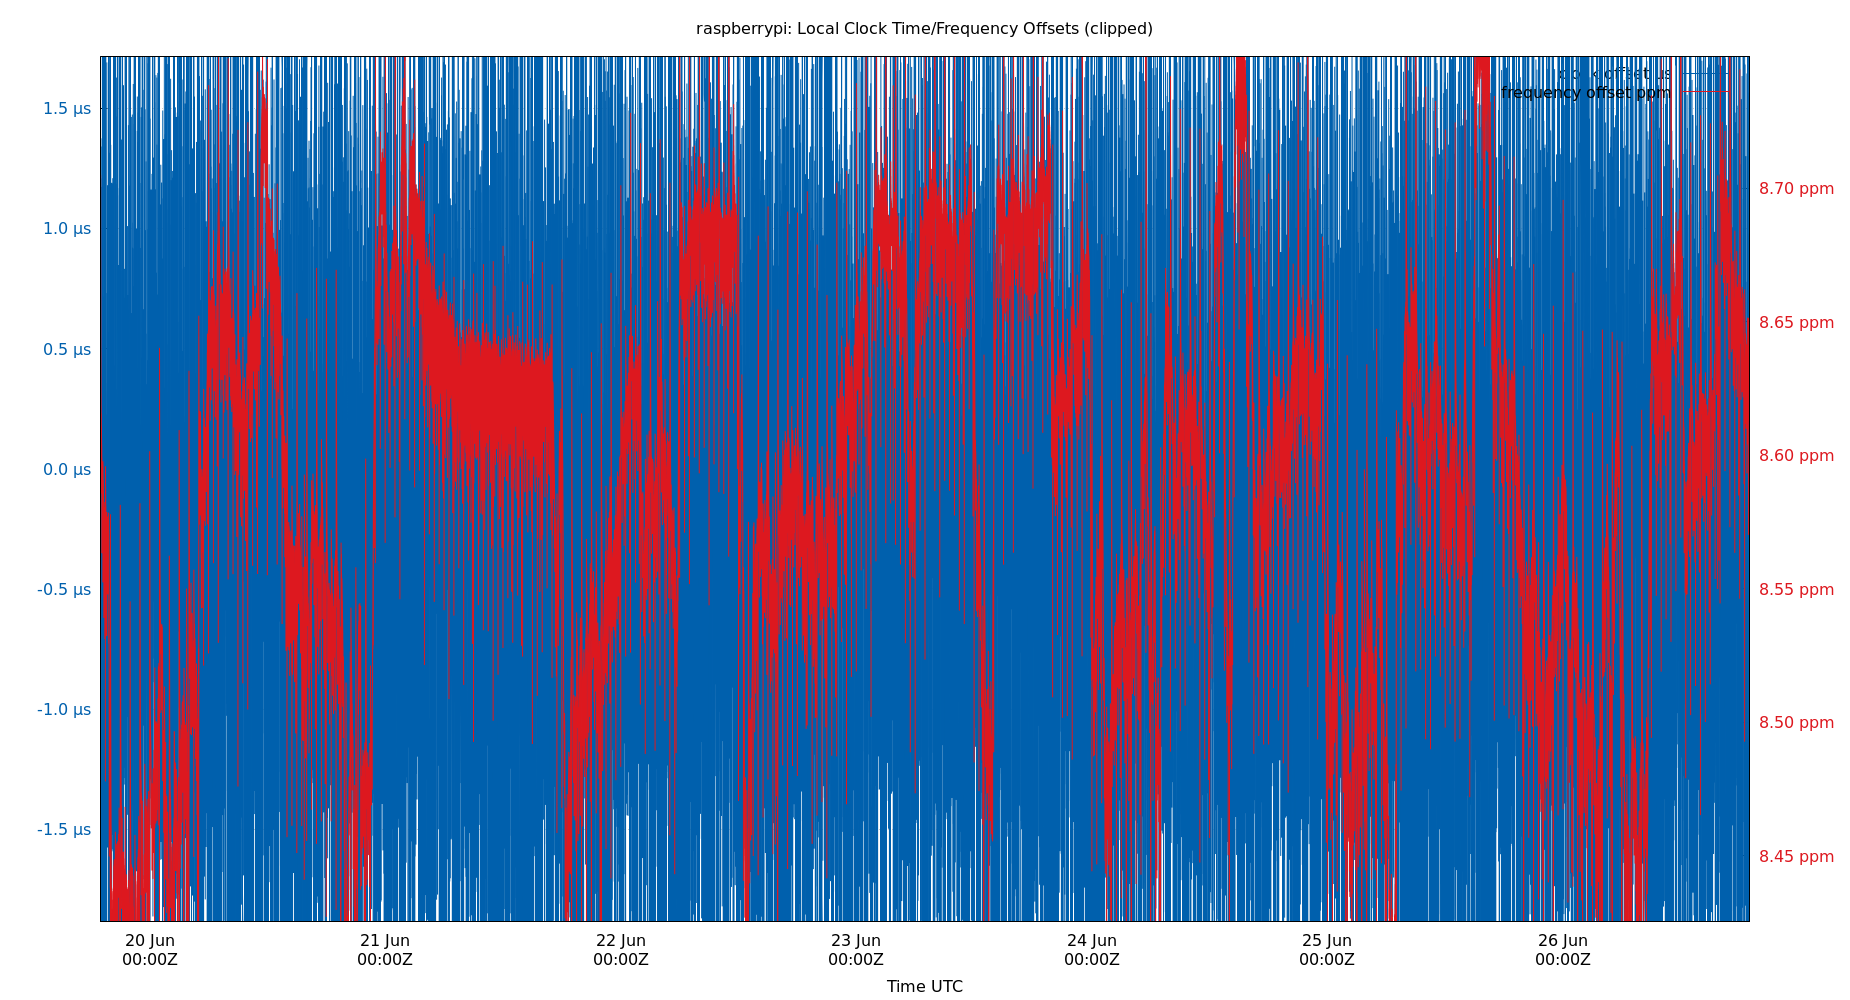 raspberrypi: Local Clock Time/Frequency Offsets (clipped)
clock offset µs
frequency offset ppm
1.5 µs
1.0 µs
0.5 µs
0.0 µs
-0.5 µs
-1.0 µs
-1.5 µs
8.70 ppm
8.65 ppm
8.60 ppm
8.55 ppm
8.50 ppm
8.45 ppm
20 Jun 21 Jun 22 Jun 23 Jun 24 Jun 25 Jun 26 Jun
00:00Z 00:00Z 00:00Z 00:00Z 00:00Z 00:00Z 00:00Z
Time UTC